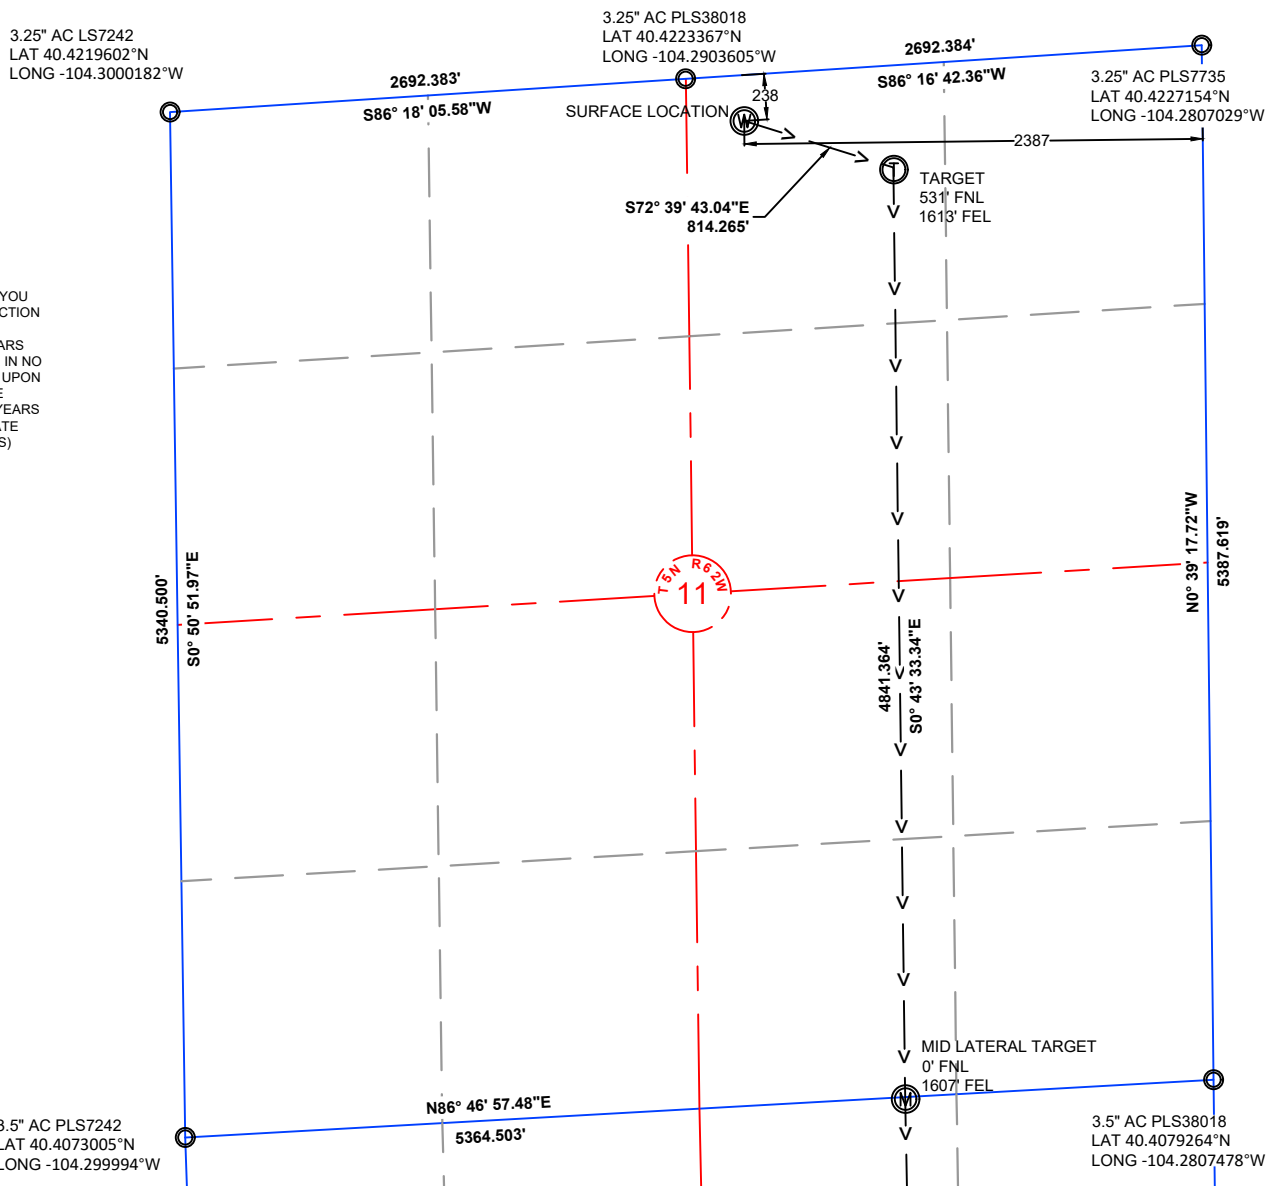 3.25" AC LS7242
LAT 40.4219602°N
LONG -104.3000182°W
3.25" AC PLS38018
LAT 40.4223367°N
LONG -104.2903605°W
3.25" AC PLS7735
LAT 40.4227154°N
LONG -104.2807029°W
2692.383'
S86° 18' 05.58"W
2692.384'
S86° 16' 42.36"W
SURFACE LOCATION
W
238
2387
T
TARGET
531' FNL
1613' FEL
S72° 39' 43.04"E
814.265'
YOU
CTION
ARS
IN NO
UPON
E
YEARS
ATE
S)
T5N R62W
11
5340.500'
S0° 50' 51.97"E
4841.364'
S0° 43' 33.34"E
N0° 39' 17.72"W
5387.619'
MID LATERAL TARGET
0' FNL
1607' FEL
M
N86° 46' 57.48"E
5364.503'
3.5" AC PLS7242
LAT 40.4073005°N
LONG -104.299994°W
3.5" AC PLS38018
LAT 40.4079264°N
LONG -104.2807478°W